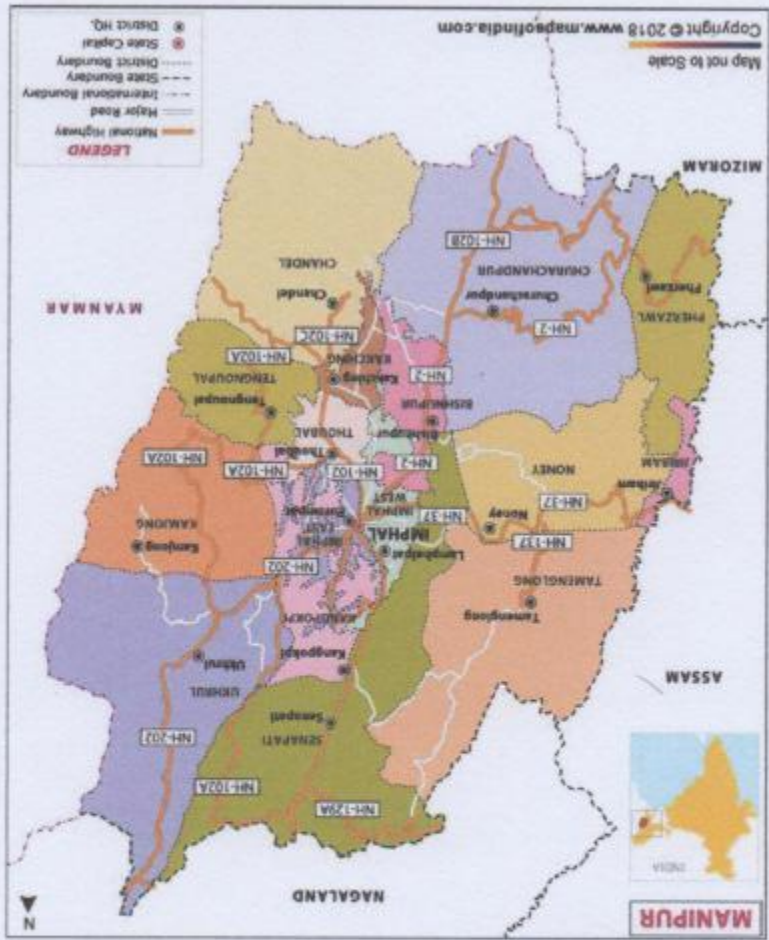 MANIPUR
N
NAGALAND
INDIA
NH-129A
NH-102A
NH-202
SENAPATI
Senapati
ASSAM
UKHRUL
Ukhrul
Kangpokpi
KANGPOKPI
Tamenglong
TAMENGLONG
NH-202
Lamphelpat
IMPHAL
NH-137
Kamjong
KAMJONG
IMPHAL
EAST
Porompat
Noney
NH-37
NH-37
IMPHAL
WEST
Jiribam
JIRIBAM
NONEY
NH-2
NH-102
NH-102A
NH-102A
Thoubal
THOUBAL
Bishnupur
BISHNUPUR
Tengnoupal
TENGNOUPAL
NH-2
Kakching
KAKCHING
NH-102A
NH-2
NH-102C
PHERZAWL
Pherzawl
Churachandpur
CHURACHANDPUR
Chandel
CHANDEL
MYANMAR
NH-102B
MIZORAM
LEGEND
National Highway
Major Road
International Boundary
State Boundary
District Boundary
State Capital
District HQ.
Map not to Scale
Copyright © 2018 www.mapsofindia.com